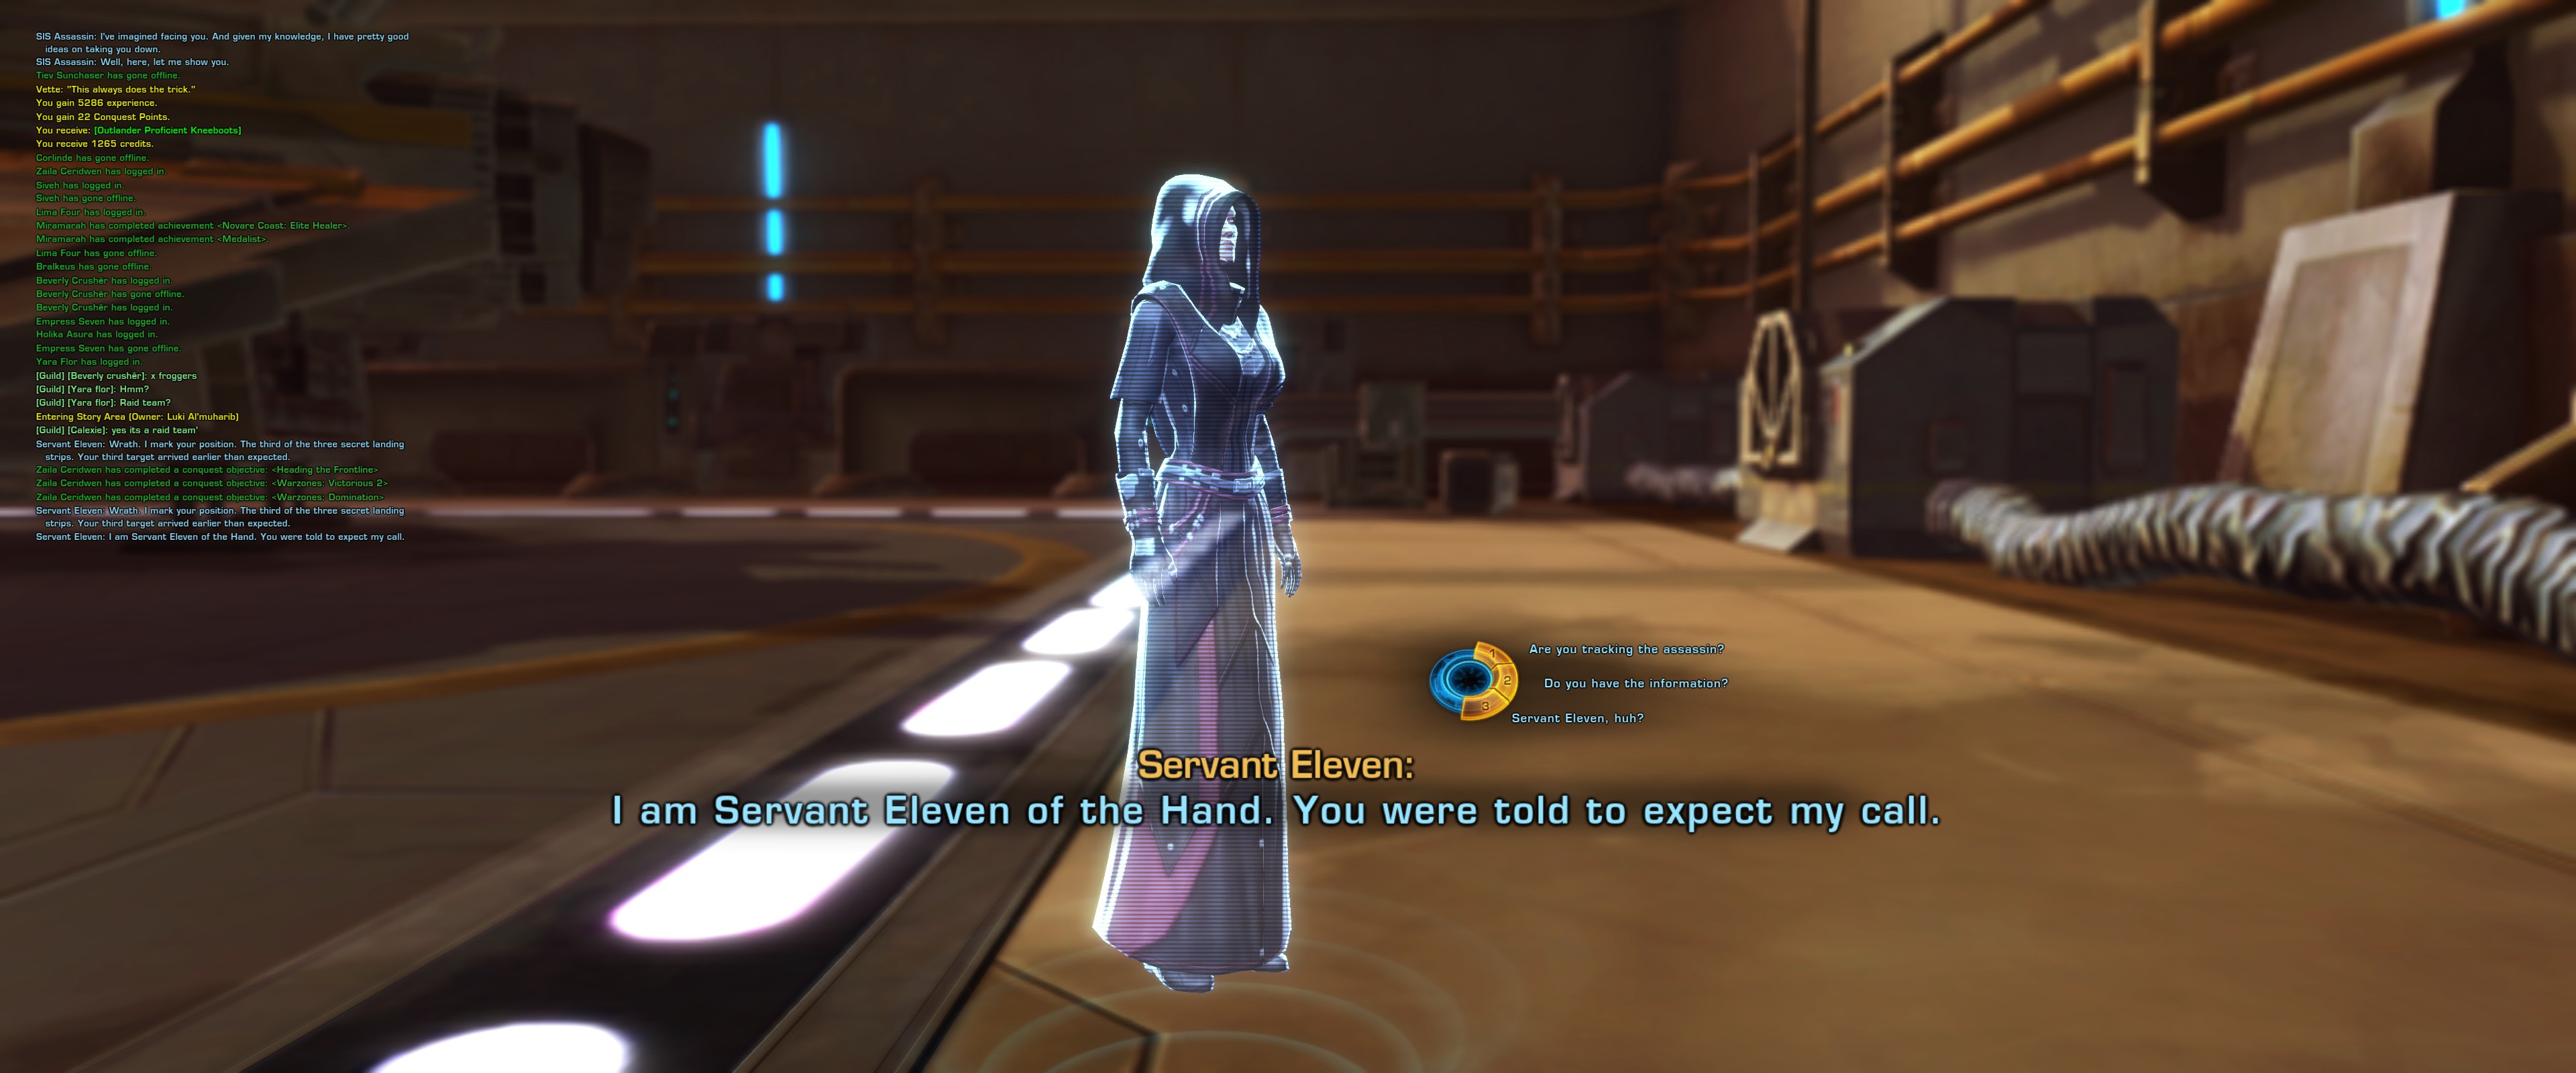 SIS Assassin: I've imagined facing you. And given my knowledge, I have pretty good
ideas on taking you down.
SIS Assassin: Well, here, let me show you.
Tiev Sunchaser has gone offline.
Vette: "This always does the trick."
You gain 5286 experience.
You gain 22 Conquest Points.
You receive: [Outlander Proficient Kneeboots]
You receive 1265 credits.
Corlinde has gone offline.
Zaila Ceridwen has logged in.
Siveh has logged in.
Siveh has gone offline.
Lima Four has logged in.
Miramarah has completed achievement <Novare Coast: Elite Healer>.
Miramarah has completed achievement <Medalist>.
Lima Four has gone offline.
Bralkeus has gone offline.
Beverly Crushêr has logged in.
Beverly Crushêr has gone offline.
Beverly Crushêr has logged in.
Empress Seven has logged in.
Holika Asura has logged in.
Empress Seven has gone offline.
Yara Flor has logged in.
[Guild] [Beverly crushêr]: x froggers
[Guild] [Yara flor]: Hmm?
[Guild] [Yara flor]: Raid team?
Entering Story Area (Owner: Luki Al'muharib)
[Guild] [Calexie]: yes its a raid team'
Servant Eleven: Wrath. I mark your position. The third of the three secret landing
strips. Your third target arrived earlier than expected.
Zaila Ceridwen has completed a conquest objective: <Heading the Frontline>
Zaila Ceridwen has completed a conquest objective: <Warzones: Victorious 2>
Zaila Ceridwen has completed a conquest objective: <Warzones: Domination>
Servant Eleven: Wrath. I mark your position. The third of the three secret landing
strips. Your third target arrived earlier than expected.
Servant Eleven: I am Servant Eleven of the Hand. You were told to expect my call.
1 Are you tracking the assassin?
2 Do you have the information?
3 Servant Eleven, huh?
Servant Eleven:
I am Servant Eleven of the Hand. You were told to expect my call.